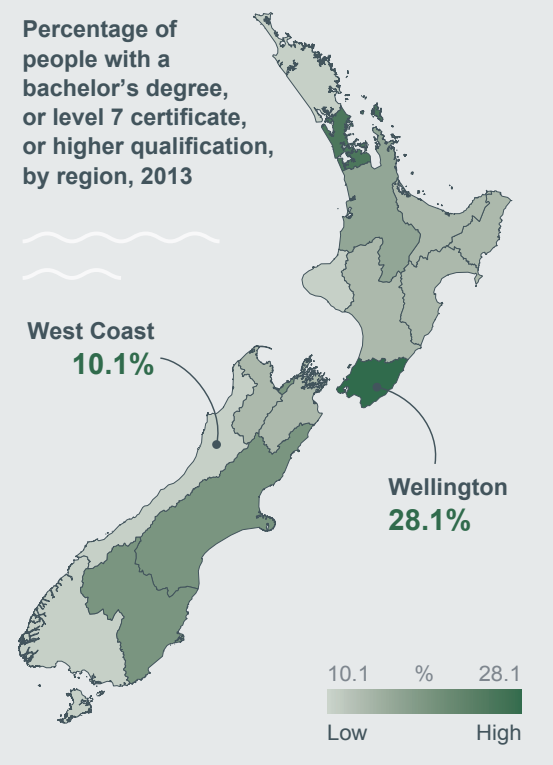 Percentage of
people with a
bachelor's degree,
or level 7 certificate,
or higher qualification,
by region, 2013
West Coast
10.1%
Wellington
28.1%
10.1 % 28.1
Low High